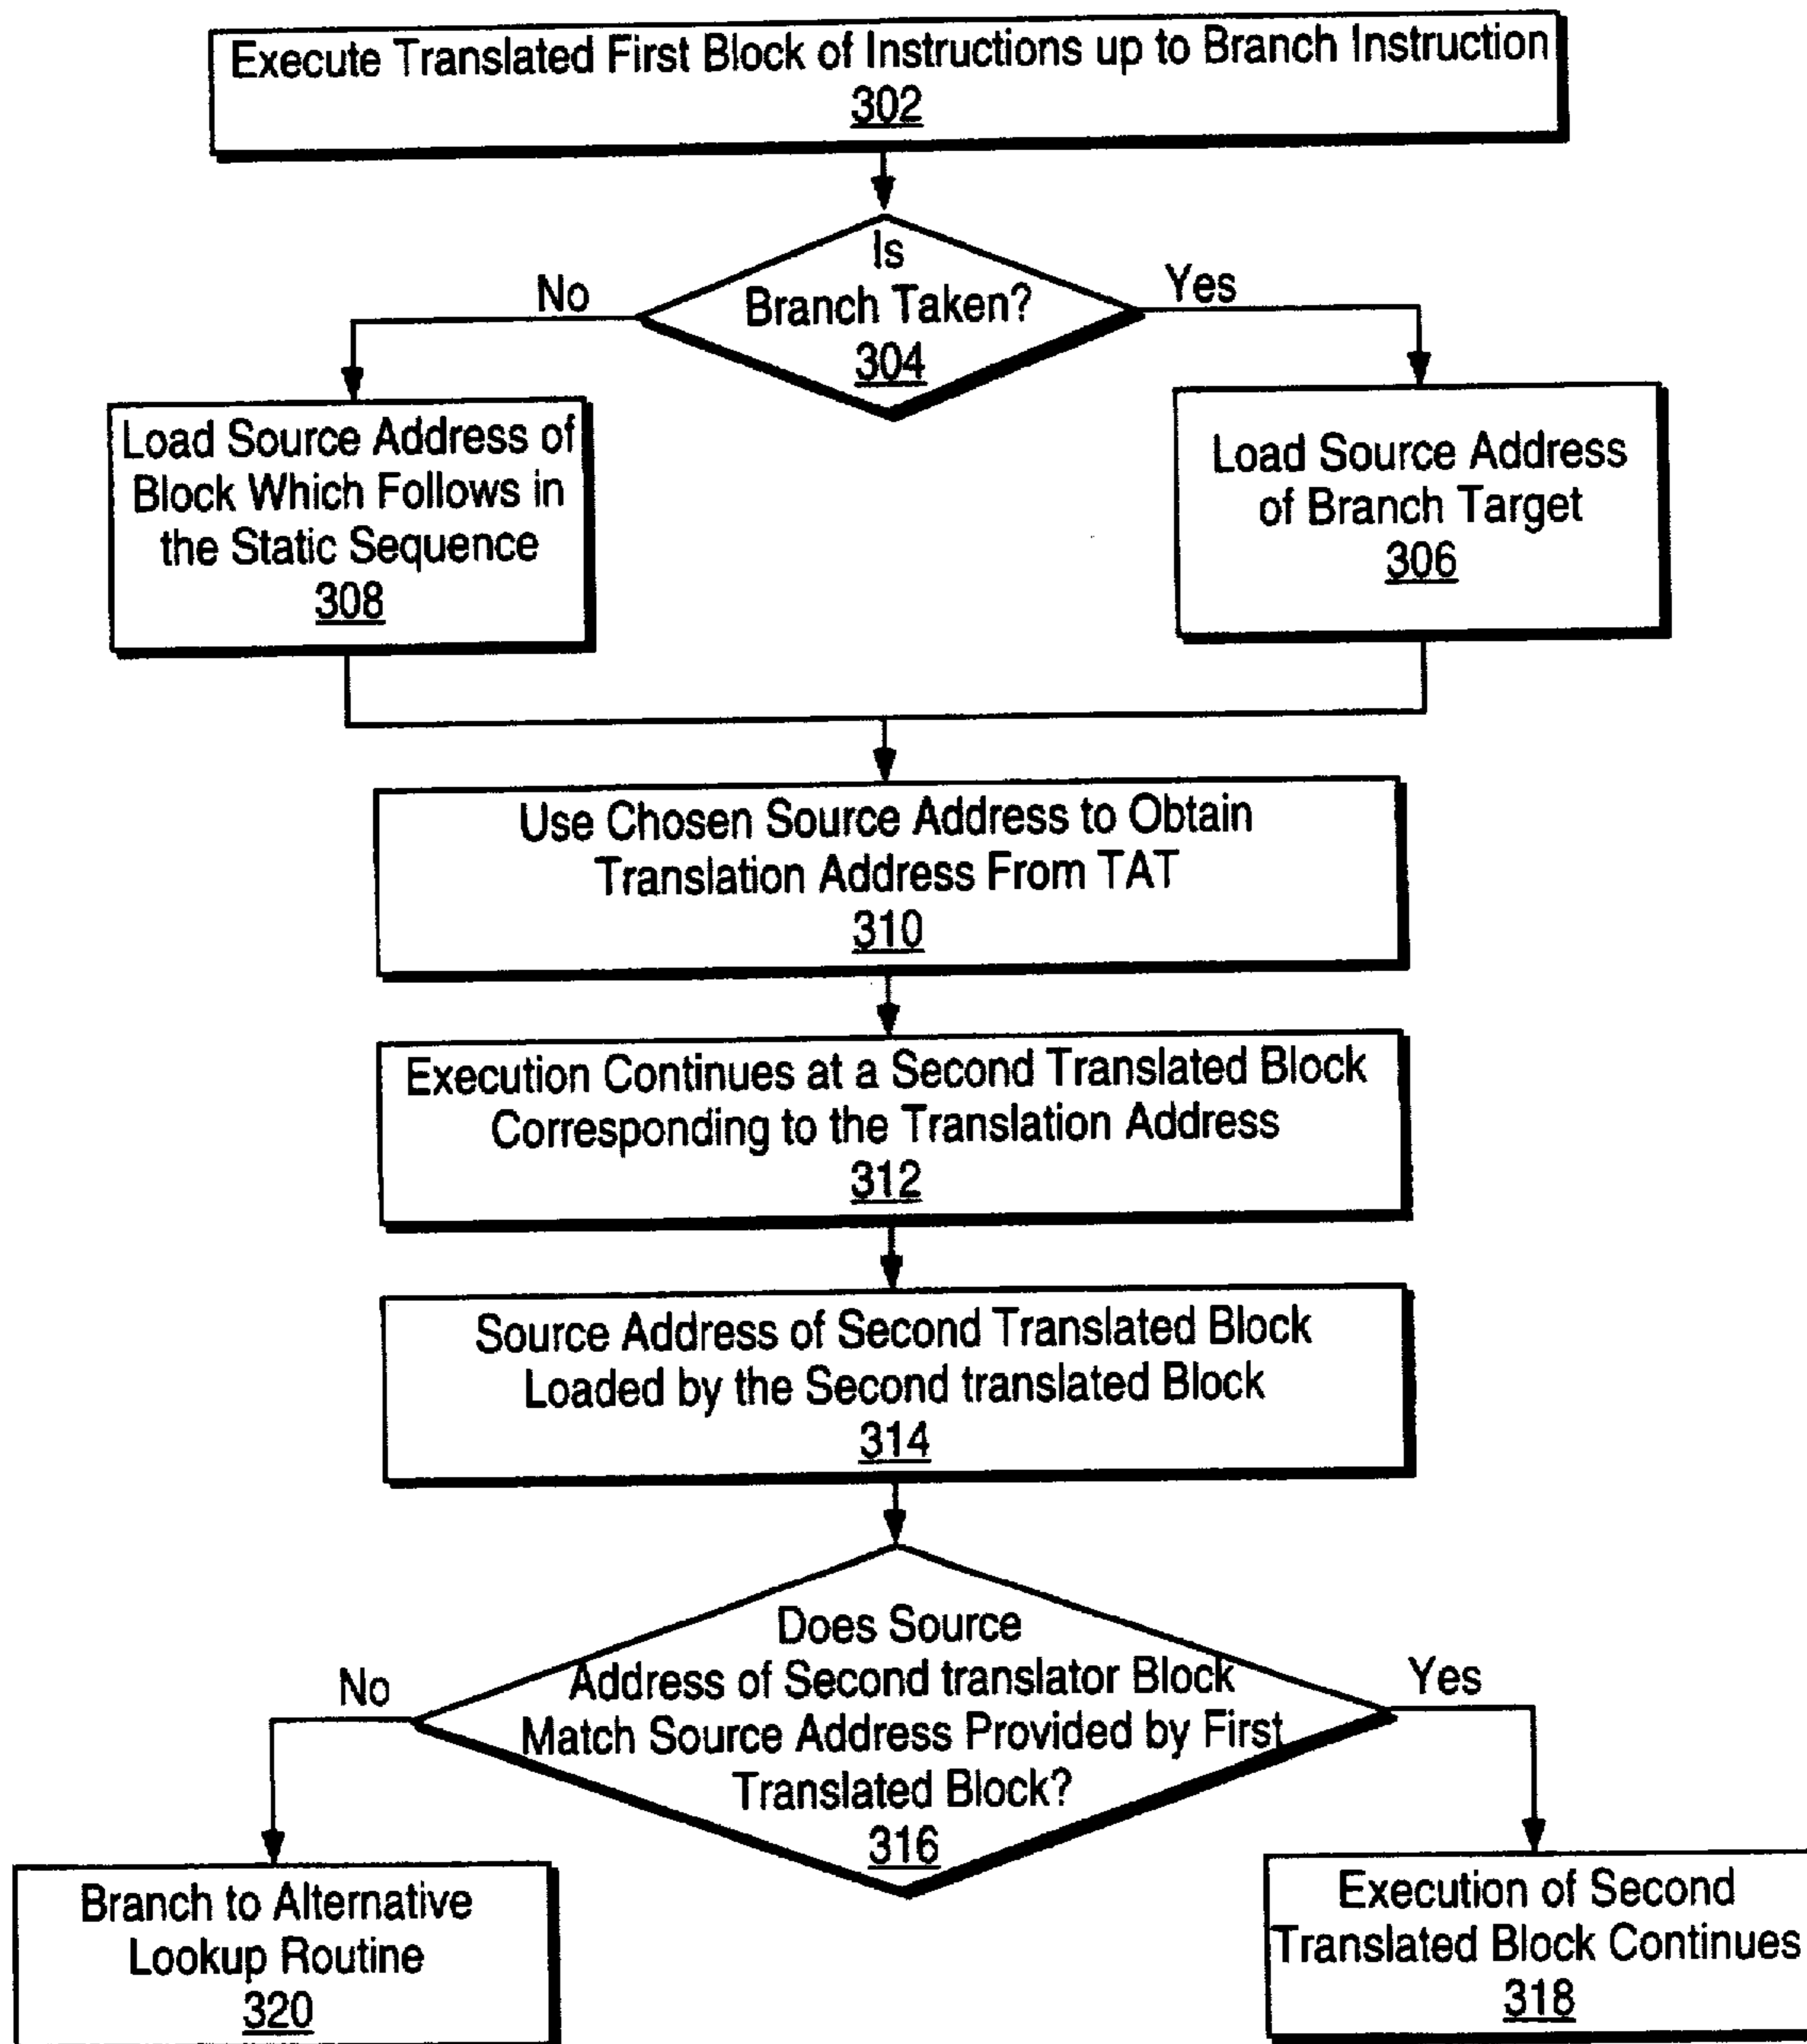 Execute Translated First Block of Instructions up to Branch Instruction
302
Is
Branch Taken?
304
No
Yes
Load Source Address of
Block Which Follows in
the Static Sequence
308
Load Source Address
of Branch Target
306
Use Chosen Source Address to Obtain
Translation Address From TAT
310
Execution Continues at a Second Translated Block
Corresponding to the Translation Address
312
Source Address of Second Translated Block
Loaded by the Second translated Block
314
Does Source
Address of Second translator Block
Match Source Address Provided by First
Translated Block?
316
No
Yes
Branch to Alternative
Lookup Routine
320
Execution of Second
Translated Block Continues
318